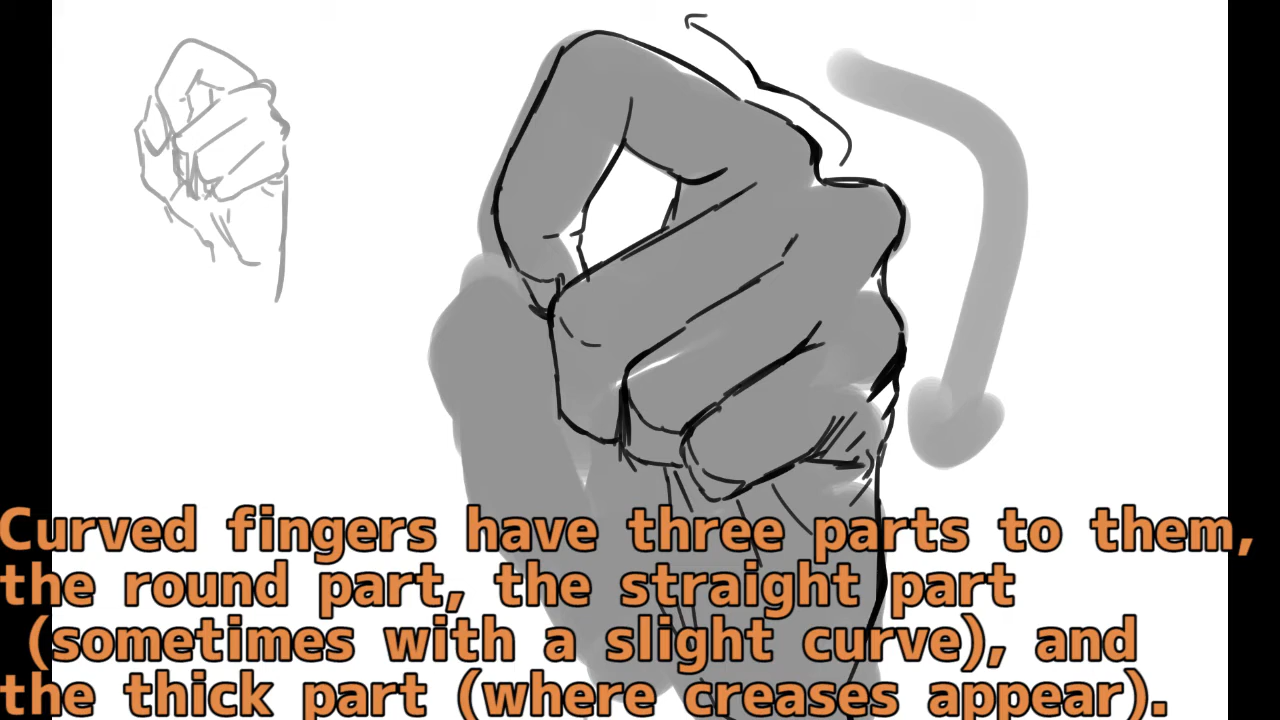 Curved fingers have three parts to them,
the round part, the straight part
(sometimes with a slight curve), and
the thick part (where creases appear).